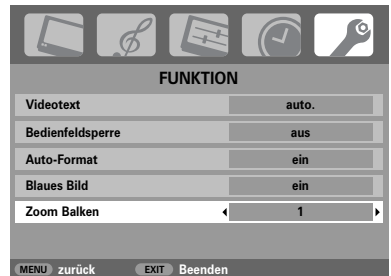 FUNKTION
Videotext auto.
Bedienfeldsperre aus
Auto-Format ein
Blaues Bild ein
Zoom Balken 1
MENU zurück EXIT Beenden